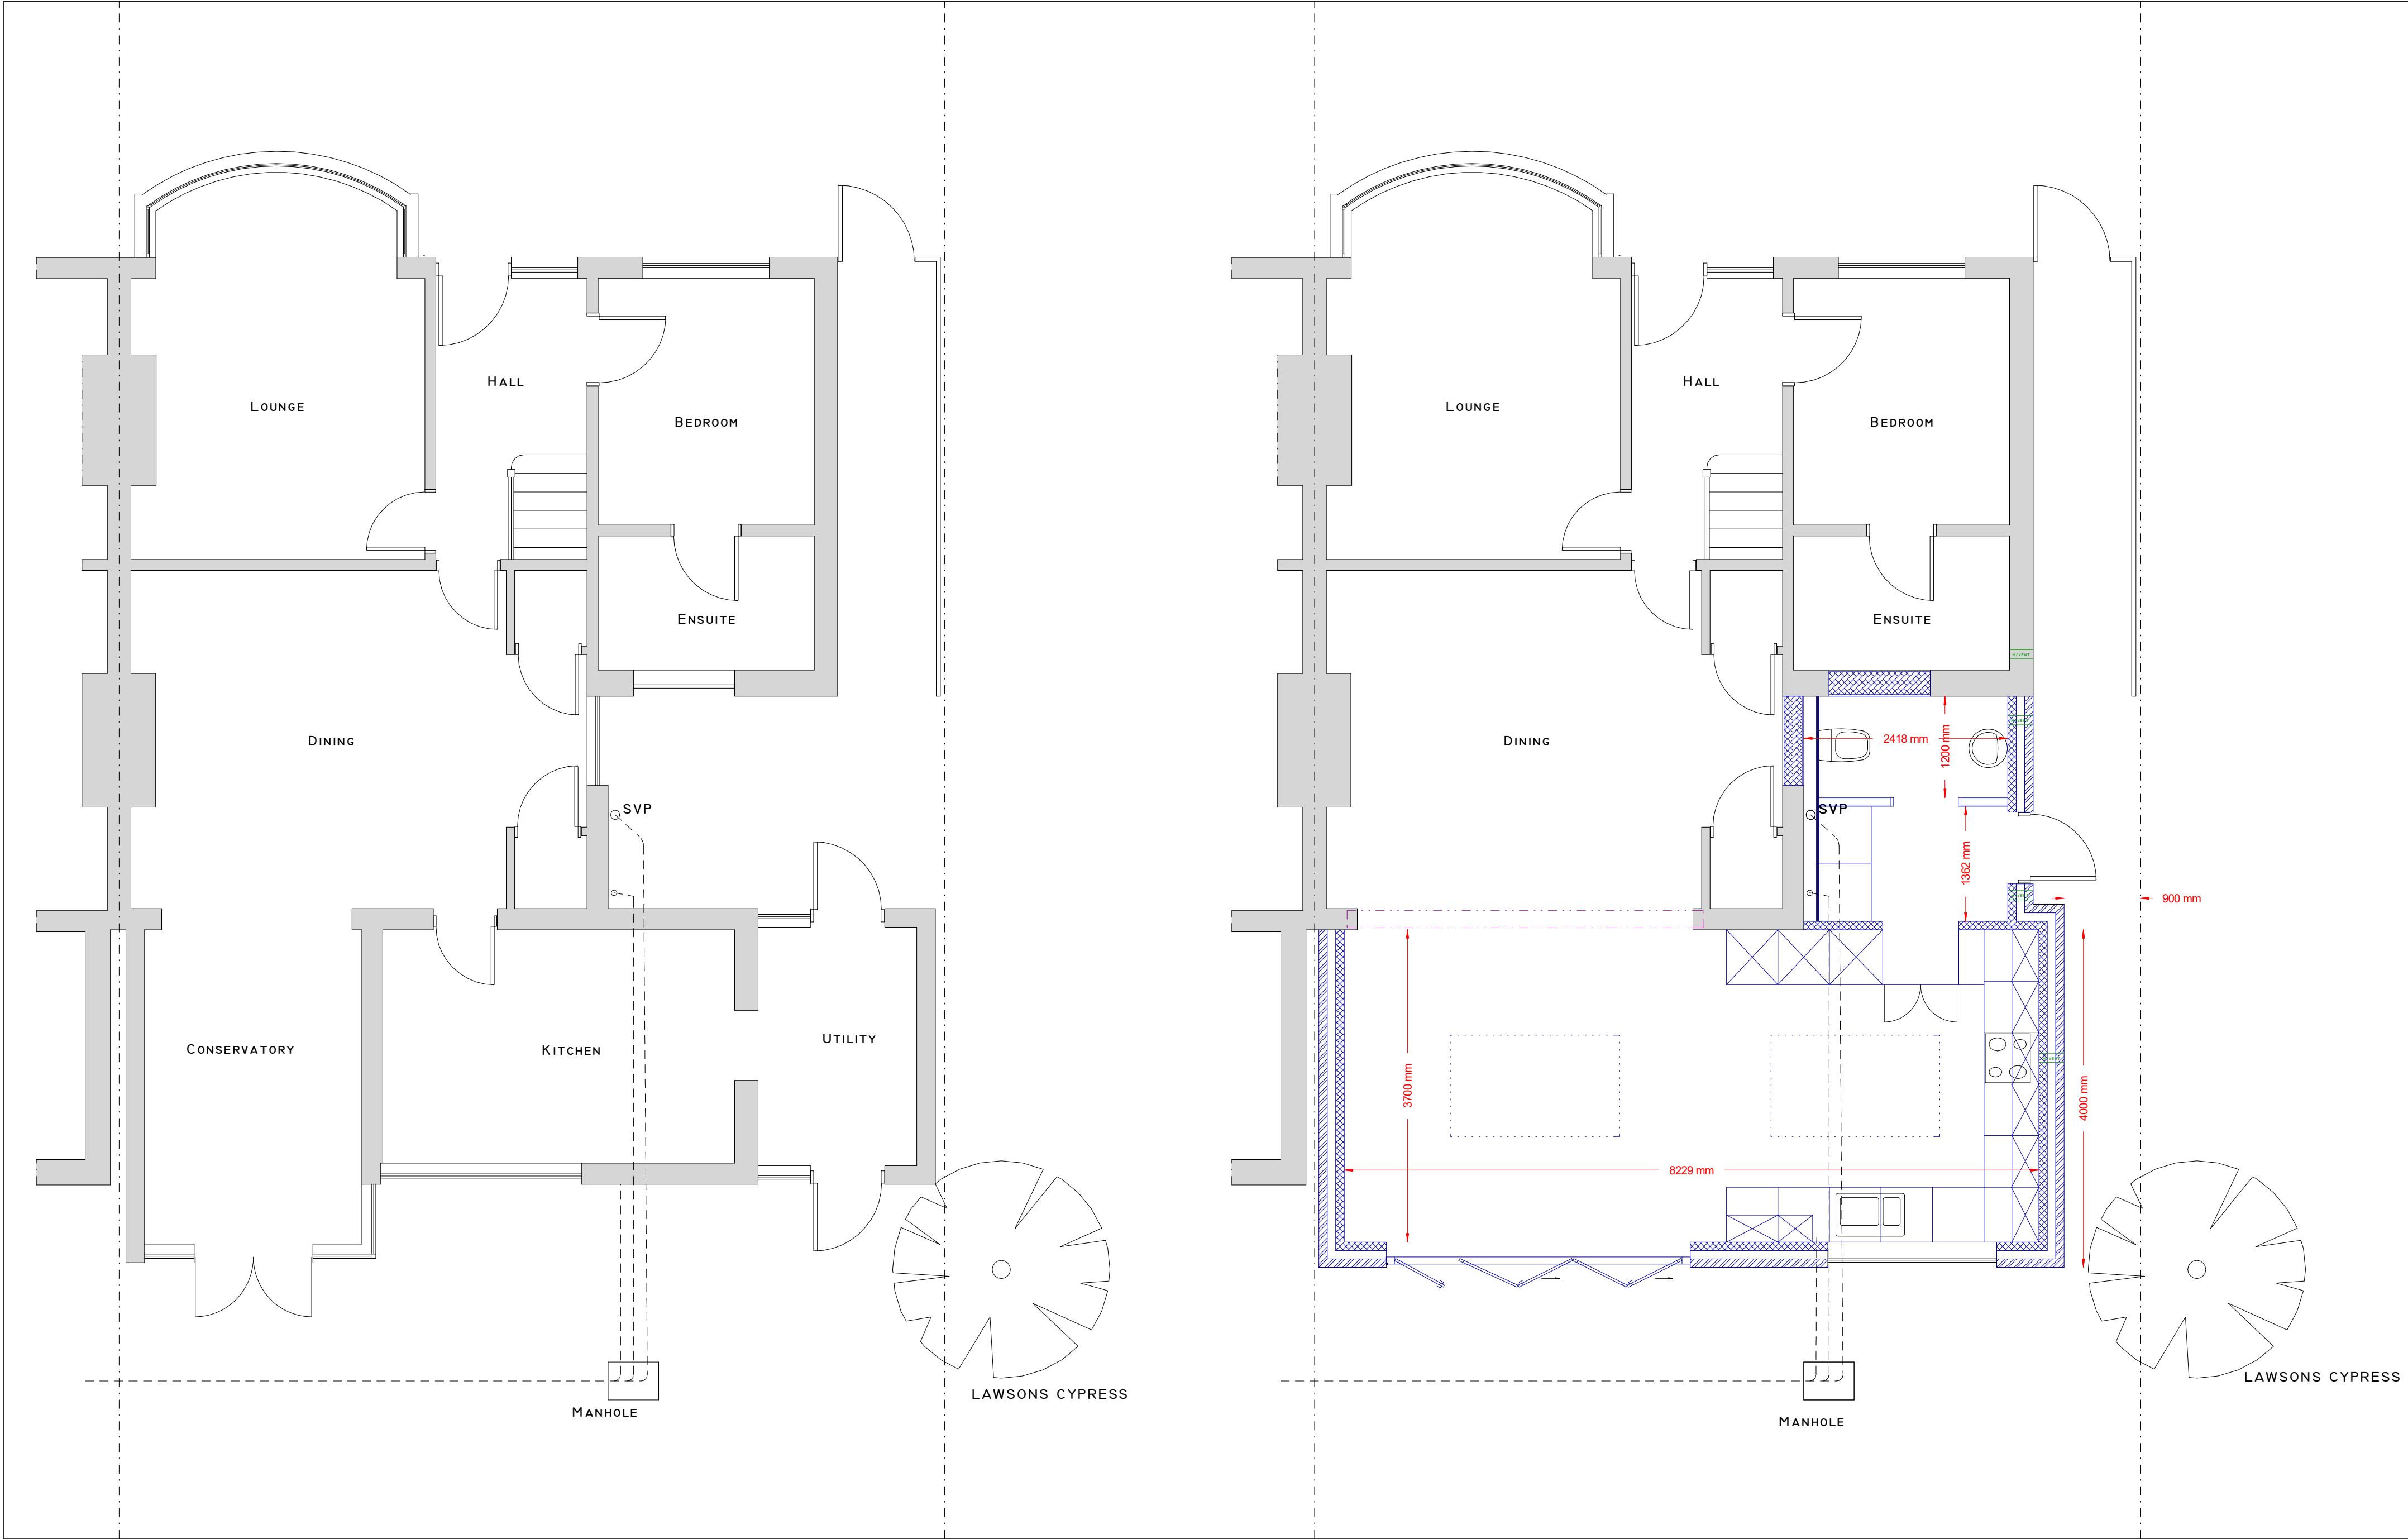 HALL
LOUNGE
BEDROOM
ENSUITE
DINING
SVP
CONSERVATORY
KITCHEN
UTILITY
LAWSONS CYPRESS
MANHOLE
HALL
LOUNGE
BEDROOM
ENSUITE
DINING
2418 mm
1200 mm
SVP
1362 mm
900 mm
3700 mm
4000 mm
8229 mm
LAWSONS CYPRESS
MANHOLE